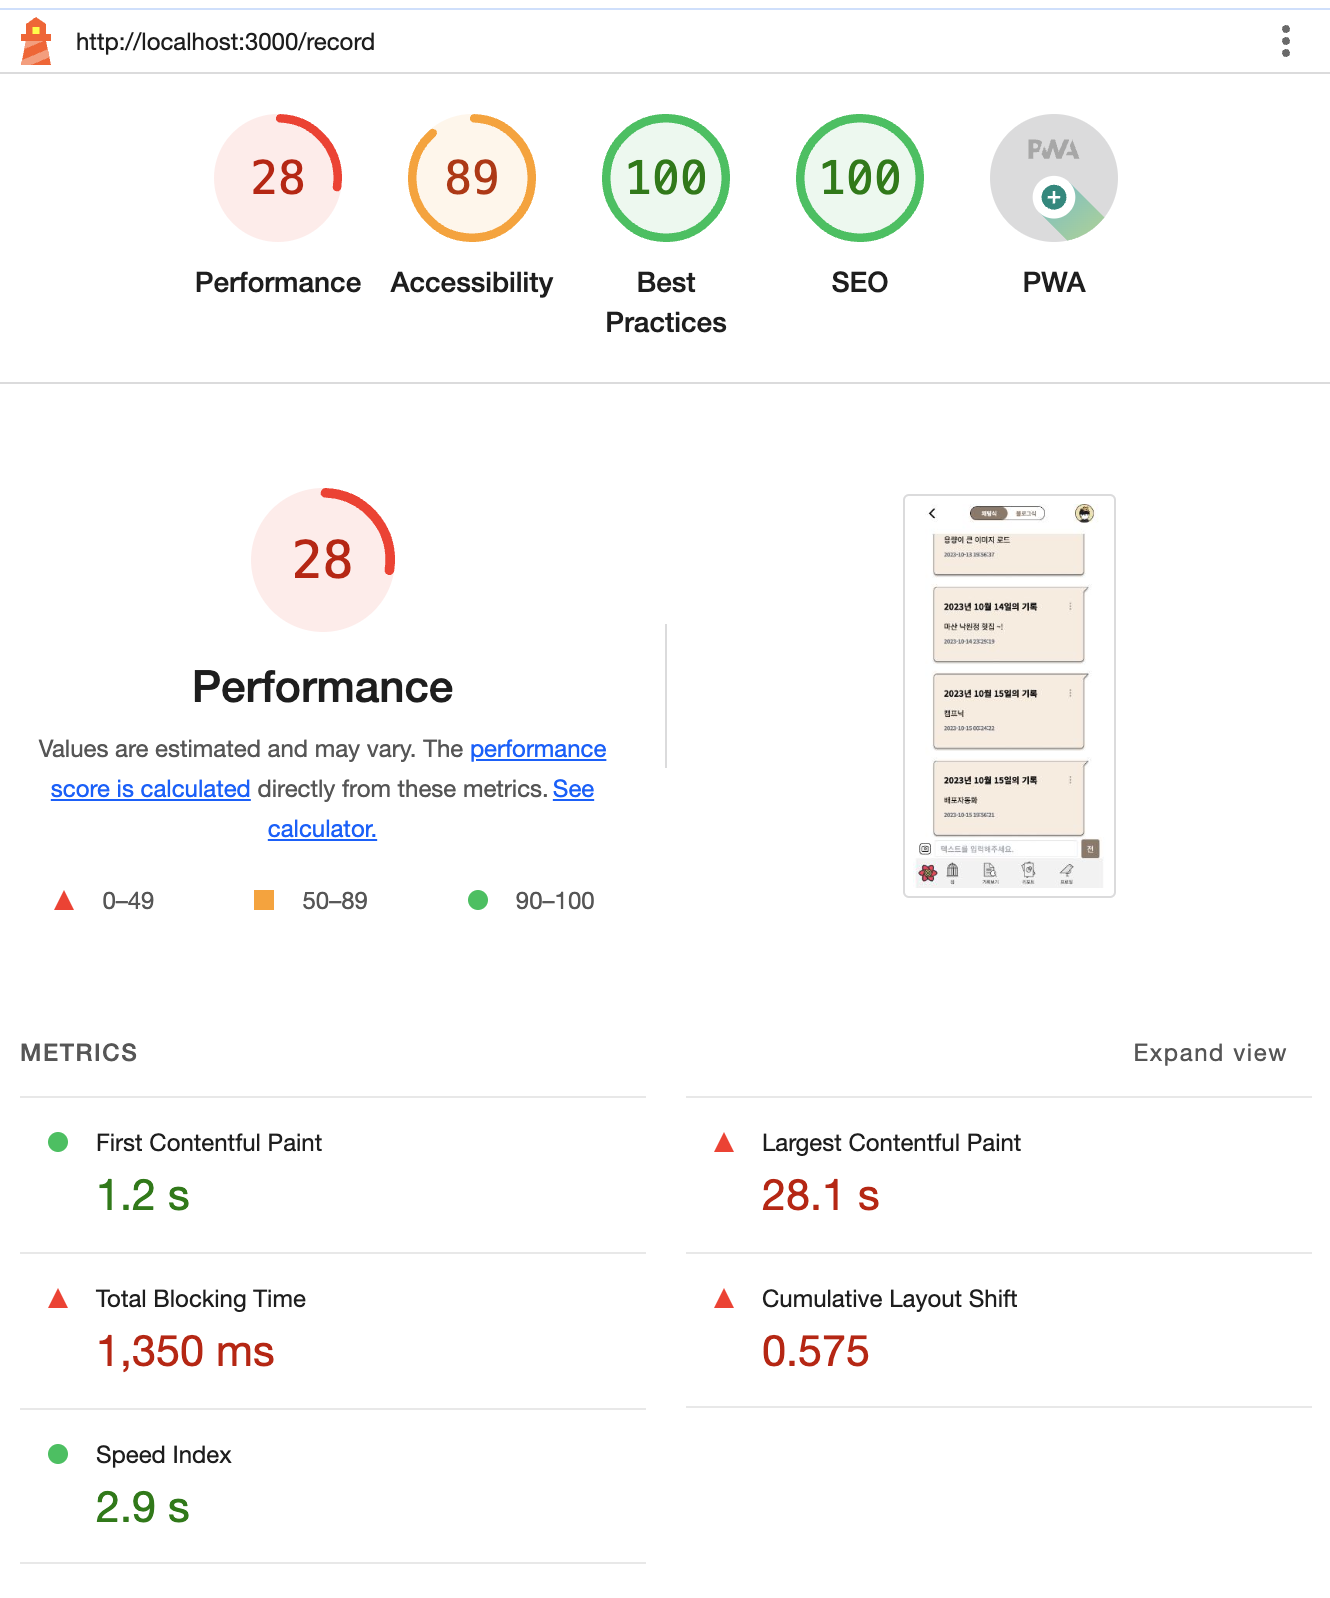 http://localhost:3000/record
28
89
100
100
PWA
Performance
Accessibility
Best
Practices
SEO
PWA
28
Performance
Values are estimated and may vary. The performance
score is calculated directly from these metrics. See
calculator.
0–49
50–89
90–100
용량이 큰 이미지 로드
2023-10-13 19:56:37
2023년 10월 14일의 기록
마산 낙원정 횟집 ~!
2023-10-14 23:29:19
2023년 10월 15일의 기록
캠프닉
2023-10-15 00:24:22
2023년 10월 15일의 기록
배포자동화
2023-10-15 19:56:21
텍스트를 입력해주세요.
전
METRICS
Expand view
First Contentful Paint
1.2 s
Largest Contentful Paint
28.1 s
Total Blocking Time
1,350 ms
Cumulative Layout Shift
0.575
Speed Index
2.9 s